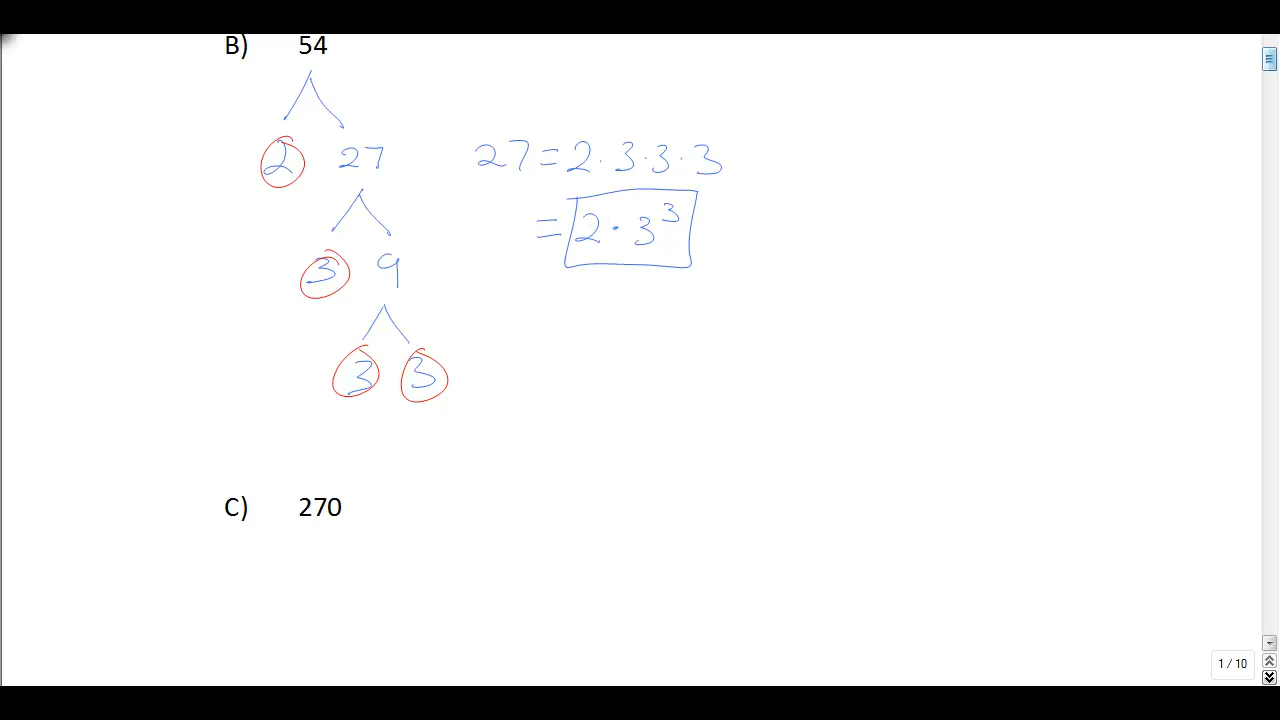 B) 54
2 27 27 = 2 · 3 · 3 · 3
= 2 · 3³
3 9
3 3
C) 270
1 / 10